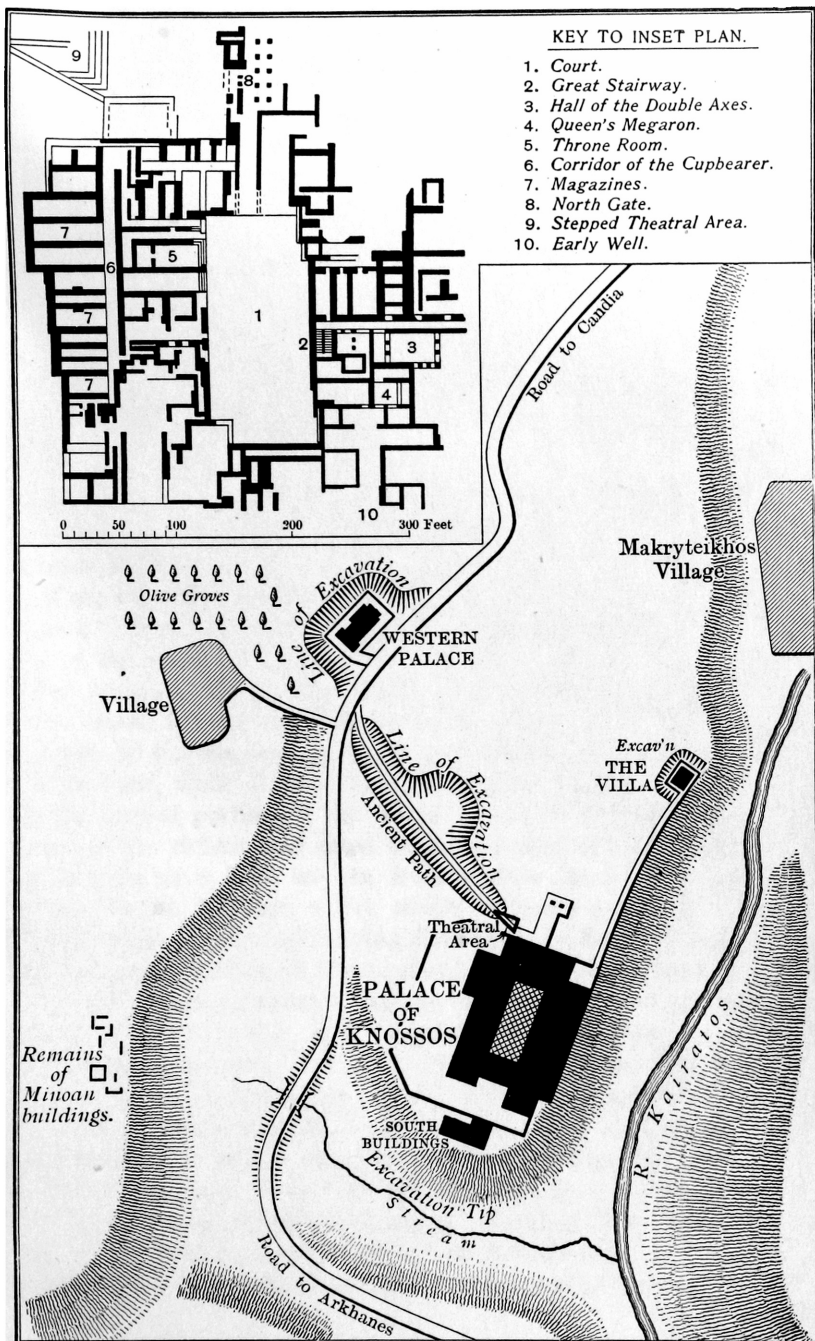 KEY TO INSET PLAN.
1. Court.
2. Great Stairway.
3. Hall of the Double Axes.
4. Queen's Megaron.
5. Throne Room.
6. Corridor of the Cupbearer.
7. Magazines.
8. North Gate.
9. Stepped Theatral Area.
10. Early Well.
9
8
7
5
6
1
7
2
3
7
4
10
0 50 100 200 300 Feet
Road to Candia
Makryteikhos
Village
Olive Groves
Line of Excavation
WESTERN
PALACE
Village
Line of Excavation
Ancient Path
Excav'n
THE
VILLA
Theatral
Area
PALACE
OF
KNOSSOS
R. Kairatos
Remains
of
Minoan
buildings.
SOUTH
BUILDINGS
Excavation Tip
Stream
Road to Arkhanes